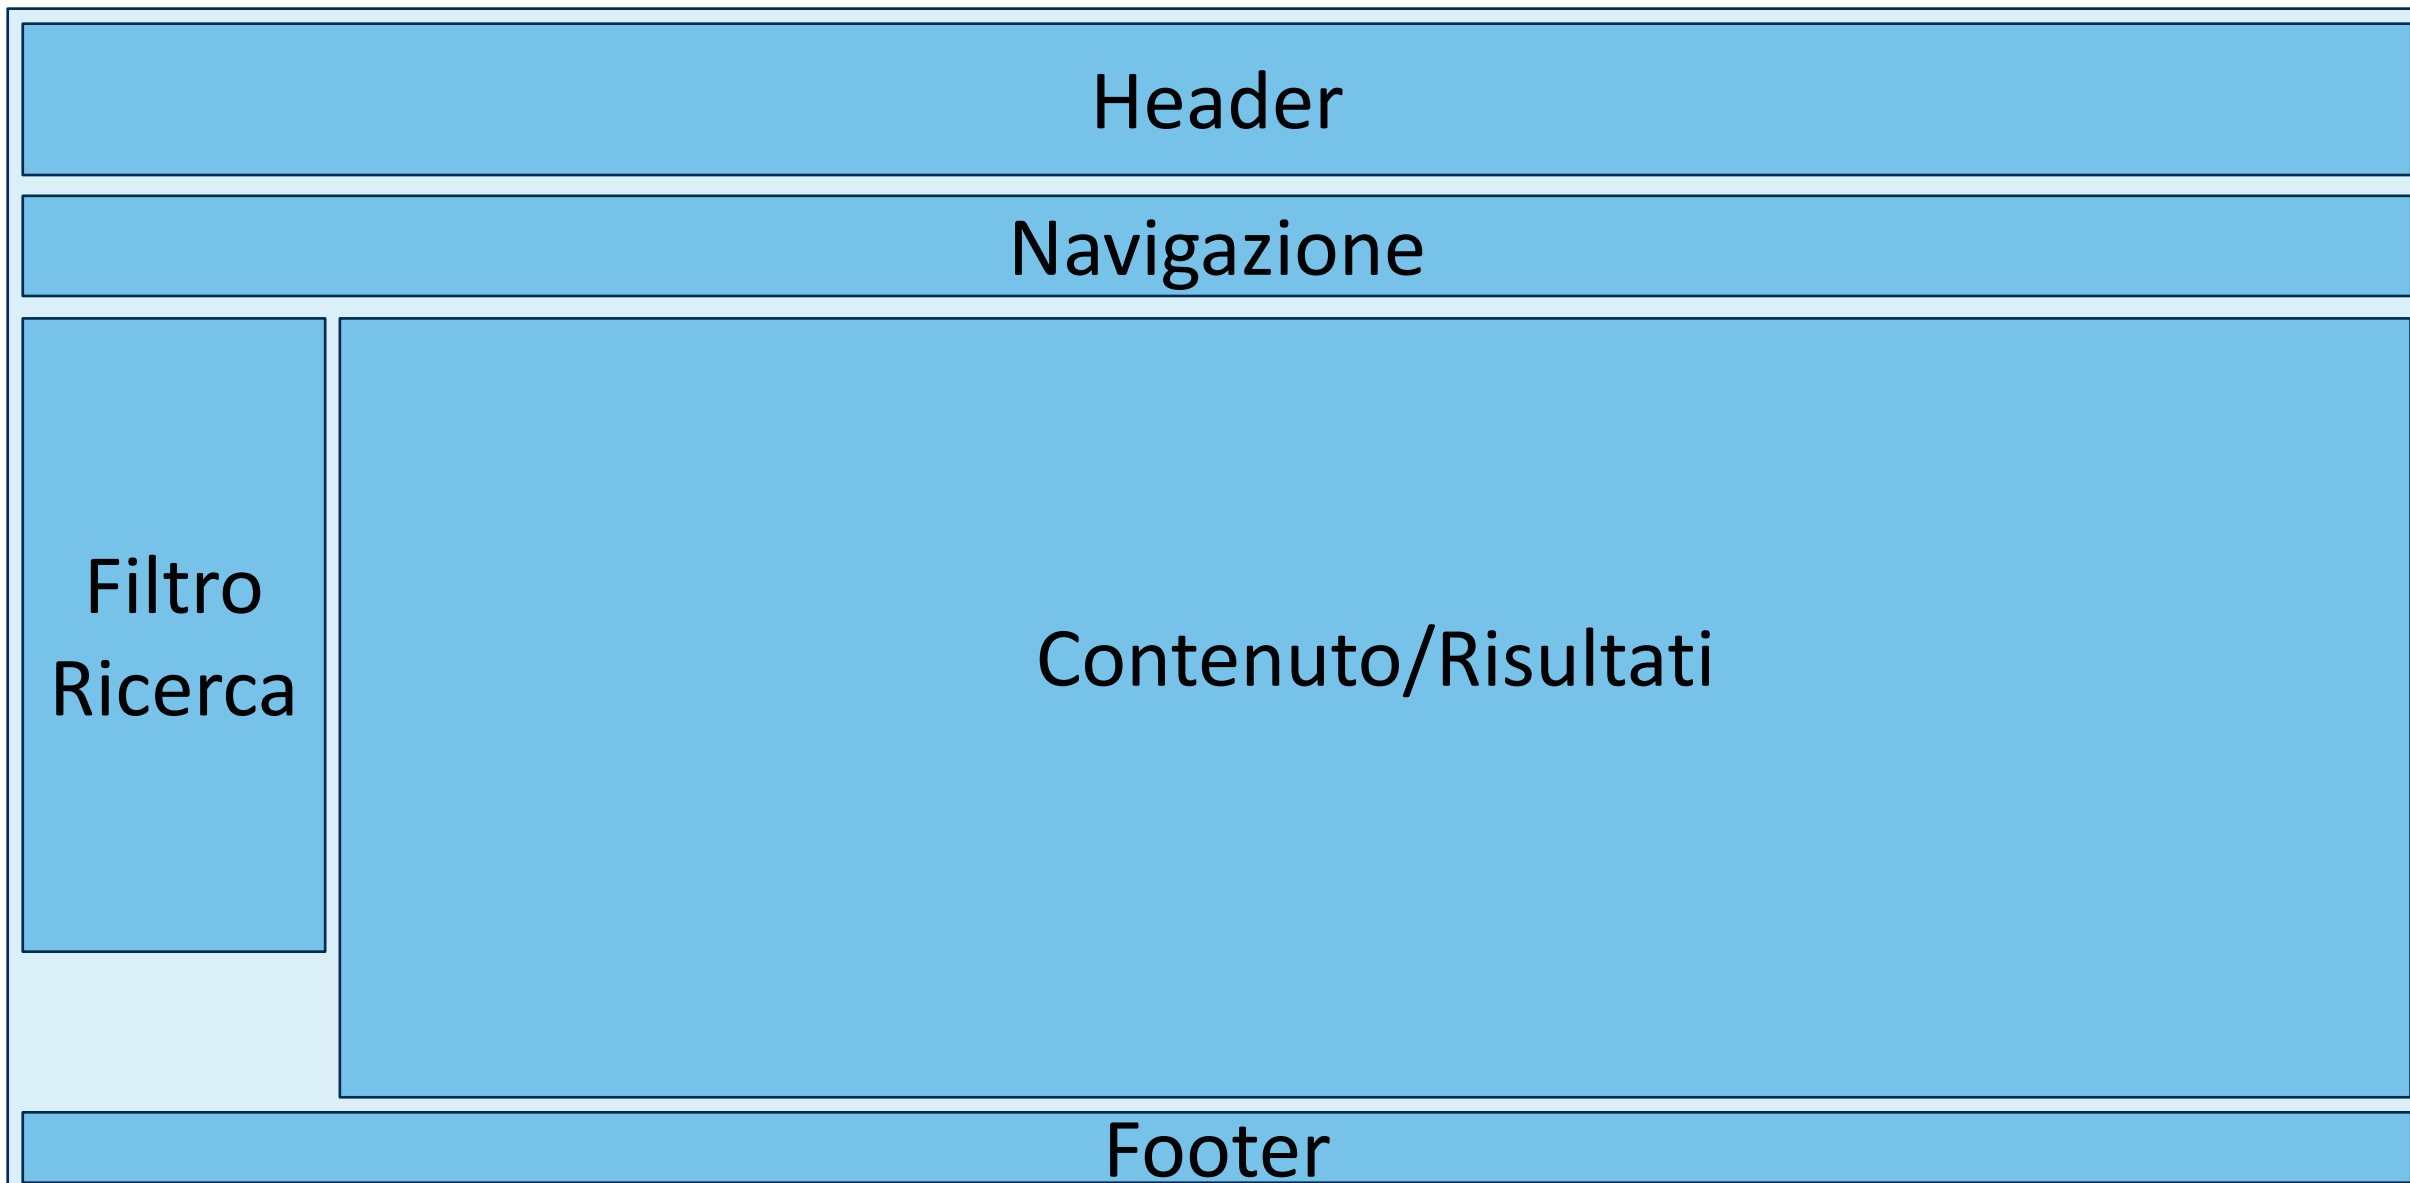 Header
Navigazione
Filtro
Ricerca
Contenuto/Risultati
Footer